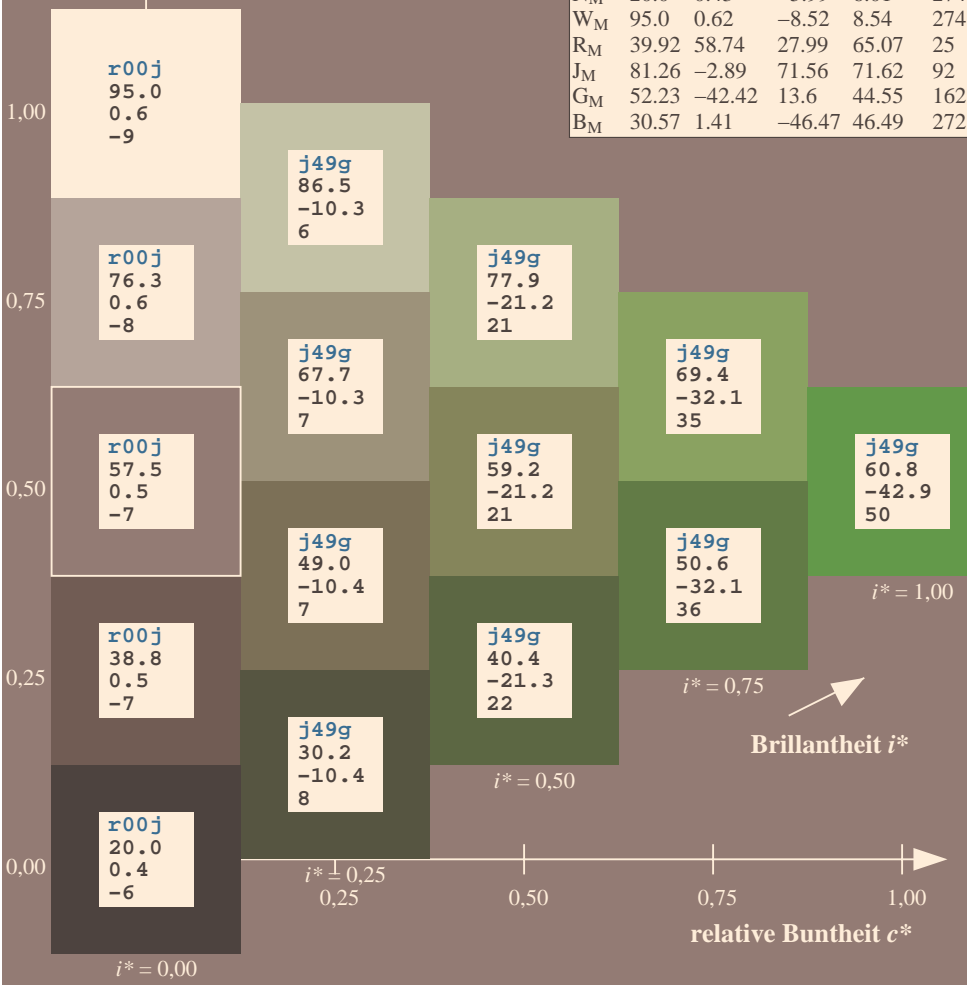 W_M 95.0 0.62 −8.52 8.54 274
R_M 39.92 58.74 27.99 65.07 25
J_M 81.26 −2.89 71.56 71.62 92
G_M 52.23 −42.42 13.6 44.55 162
B_M 30.57 1.41 −46.47 46.49 272
r00j
95.0
0.6
−9
1,00
j49g
86.5
−10.3
6
r00j
76.3
0.6
−8
j49g
77.9
−21.2
21
0,75
j49g
67.7
−10.3
7
j49g
69.4
−32.1
35
r00j
57.5
0.5
−7
j49g
59.2
−21.2
21
j49g
60.8
−42.9
50
0,50
j49g
49.0
−10.4
7
j49g
50.6
−32.1
36
i* = 1,00
r00j
38.8
0.5
−7
j49g
40.4
−21.3
22
0,25
i* = 0,75
j49g
30.2
−10.4
8
Brillantheit i*
i* = 0,50
r00j
20.0
0.4
−6
0,00
i* = 0,25
0,25 0,50 0,75 1,00
relative Buntheit c*
i* = 0,00